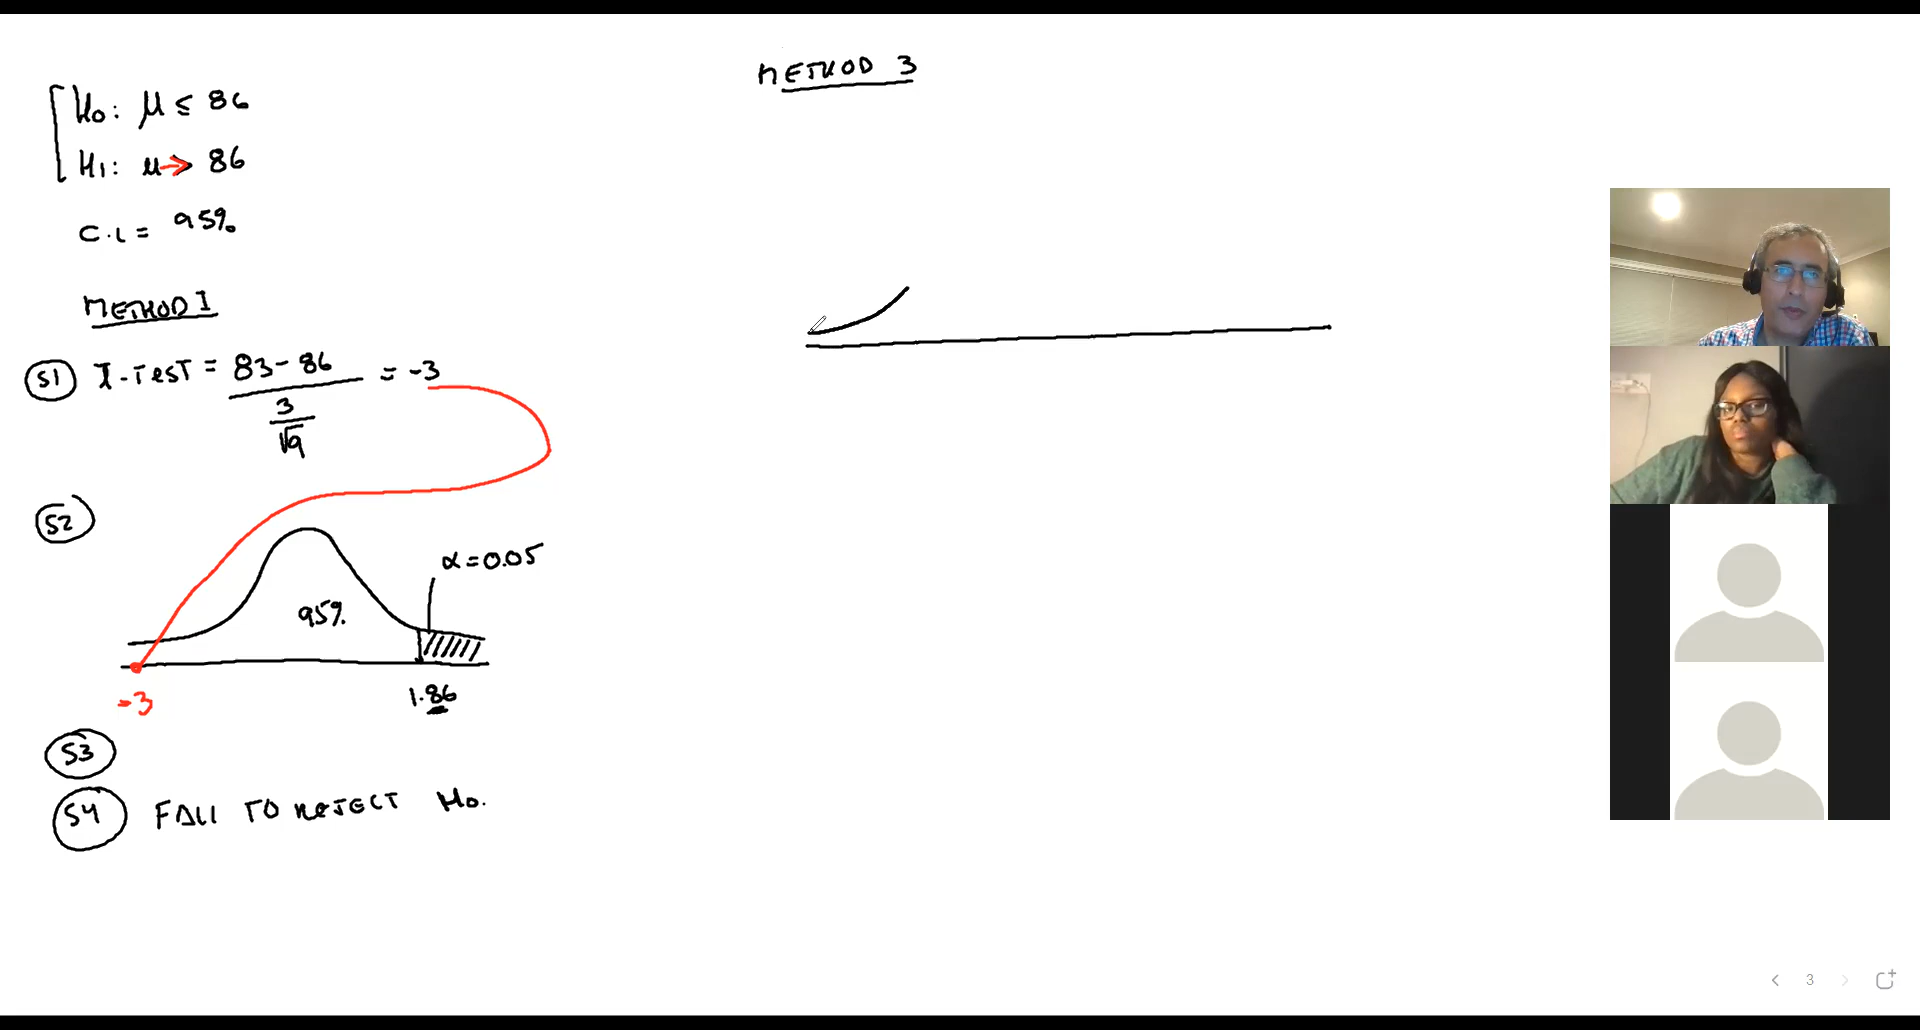 H0: μ ≤ 86
H1: μ > 86
C.L = 95%
METHOD I
S1 T-TEST = 83-86 / 3/√9 = -3
S2
α=0.05
95%
-3
1.86
S3
S4 FAIL TO REJECT H0.
METHOD 3
3